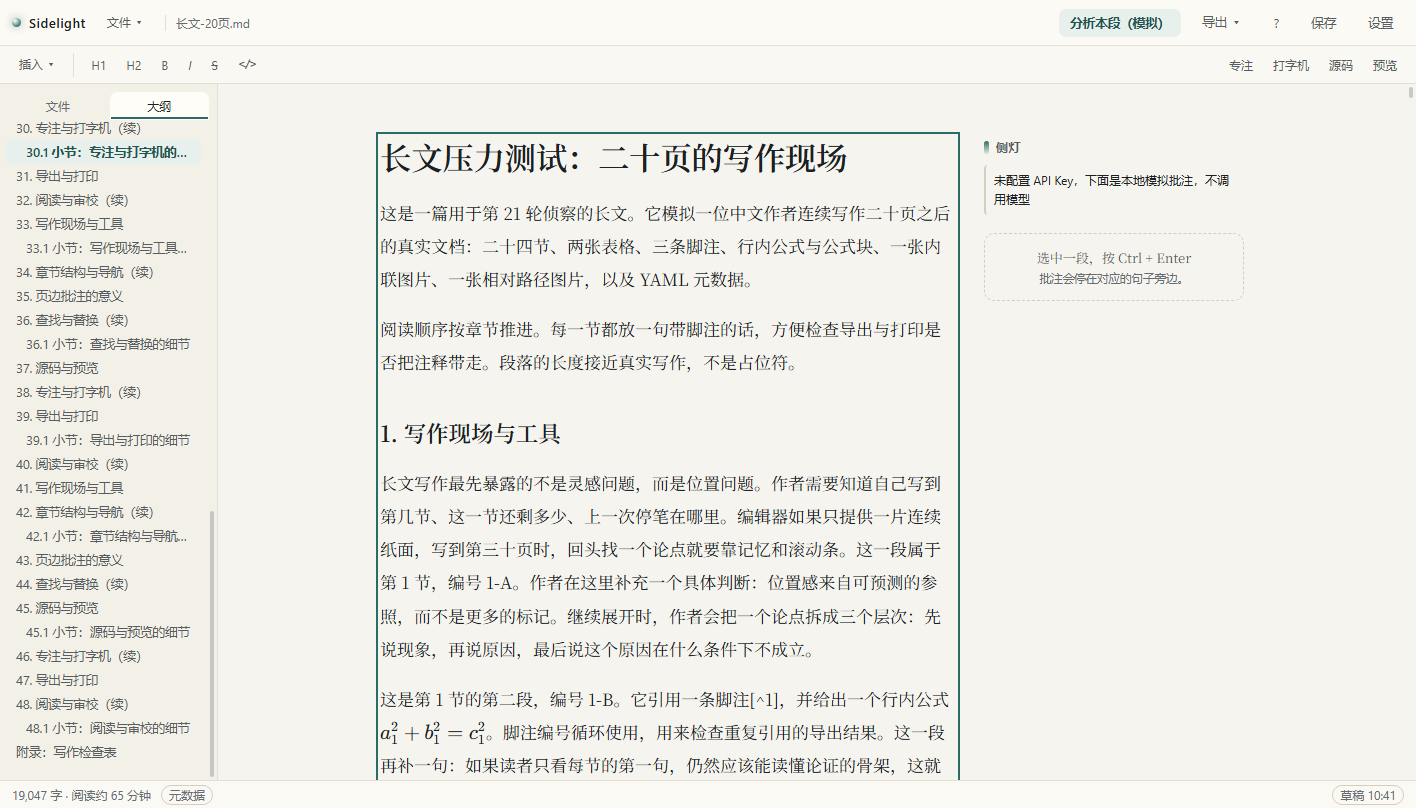 Sidelight 文件 长文-20页.md 分析本段（模拟） 导出 ? 保存 设置
插入 H1 H2 B I S </> 专注 打字机 源码 预览
文件 大纲
30. 专注与打字机（续）
30.1 小节：专注与打字机的...
31. 导出与打印
32. 阅读与审校（续）
33. 写作现场与工具
33.1 小节：写作现场与工具...
34. 章节结构与导航（续）
35. 页边批注的意义
36. 查找与替换（续）
36.1 小节：查找与替换的细节
37. 源码与预览
38. 专注与打字机（续）
39. 导出与打印
39.1 小节：导出与打印的细节
40. 阅读与审校（续）
41. 写作现场与工具
42. 章节结构与导航（续）
42.1 小节：章节结构与导航...
43. 页边批注的意义
44. 查找与替换（续）
45. 源码与预览
45.1 小节：源码与预览的细节
46. 专注与打字机（续）
47. 导出与打印
48. 阅读与审校（续）
48.1 小节：阅读与审校的细节
附录：写作检查表
长文压力测试：二十页的写作现场
这是一篇用于第 21 轮侦察的长文。它模拟一位中文作者连续写作二十页之后
的真实文档：二十四节、两张表格、三条脚注、行内公式与公式块、一张内
联图片、一张相对路径图片，以及 YAML 元数据。
阅读顺序按章节推进。每一节都放一句带脚注的话，方便检查导出与打印是
否把注释带走。段落的长度接近真实写作，不是占位符。
1. 写作现场与工具
长文写作最先暴露的不是灵感问题，而是位置问题。作者需要知道自己写到
第几节、这一节还剩多少、上一次停笔在哪里。编辑器如果只提供一片连续
纸面，写到第三十页时，回头找一个论点就要靠记忆和滚动条。这一段属于
第 1 节，编号 1-A。作者在这里补充一个具体判断：位置感来自可预测的参
照，而不是更多的标记。继续展开时，作者会把一个论点拆成三个层次：先
说现象，再说原因，最后说这个原因在什么条件下不成立。
这是第 1 节的第二段，编号 1-B。它引用一条脚注[^1]，并给出一个行内公式
a₁² + b₁² = c₁²。脚注编号循环使用，用来检查重复引用的导出结果。这一段
再补一句：如果读者只看每节的第一句，仍然应该能读懂论证的骨架，这就
侧灯
未配置 API Key，下面是本地模拟批注，不调
用模型
选中一段，按 Ctrl + Enter
批注会停在对应的句子旁边。
19,047 字 · 阅读约 65 分钟 元数据 草稿 10:41